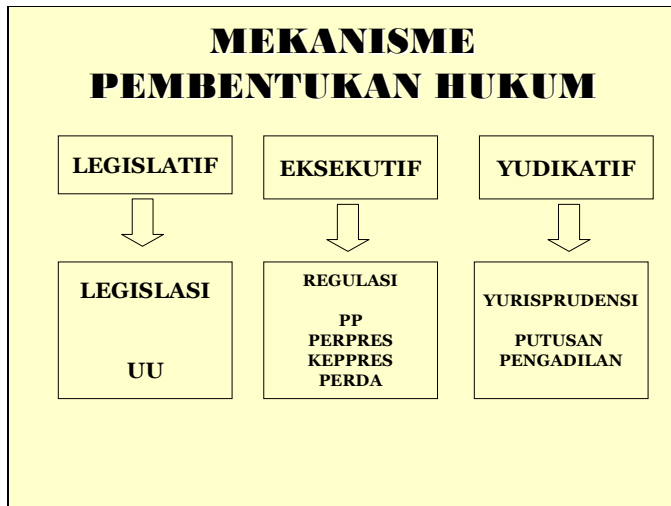 MEKANISME
PEMBENTUKAN HUKUM
LEGISLATIF
EKSEKUTIF
YUDIKATIF
LEGISLASI
UU
REGULASI
PP
PERPRES
KEPPRES
PERDA
YURISPRUDENSI
PUTUSAN
PENGADILAN